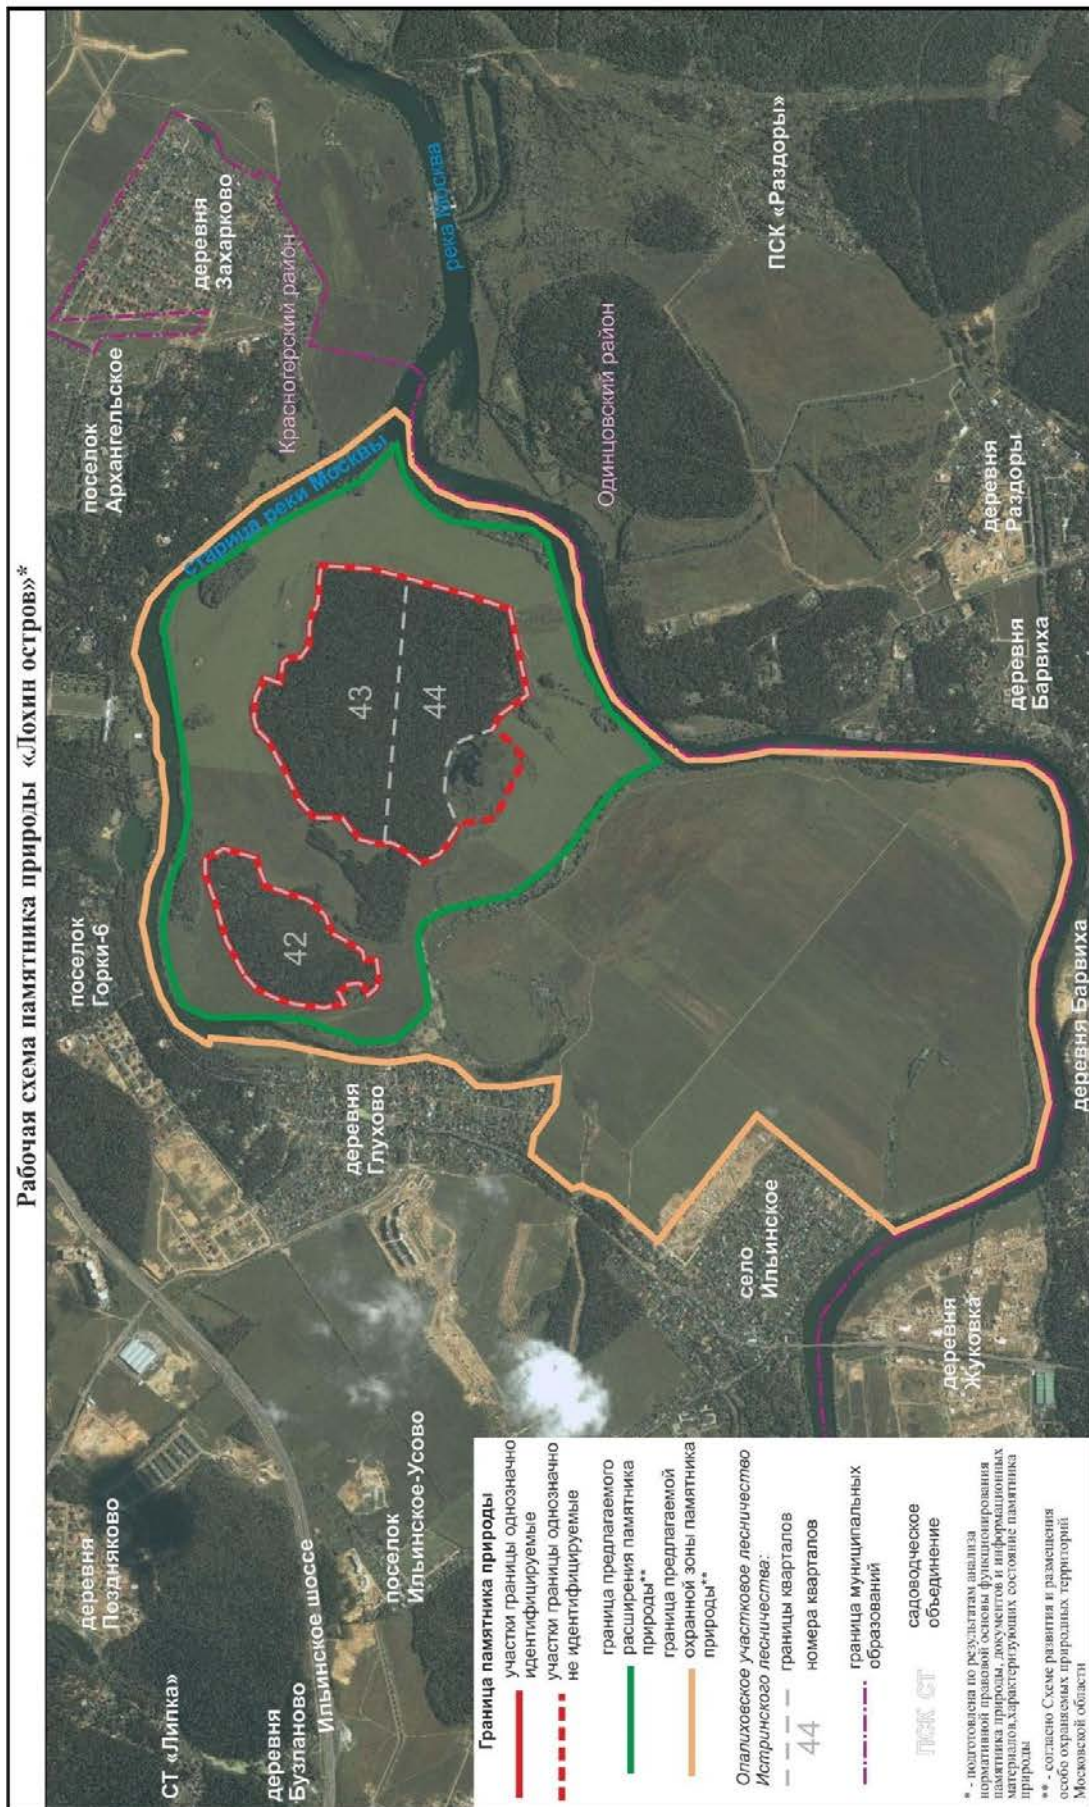 Рабочая схема памятника природы «Лохин остров»*
СТ «Липка»
деревня
Поздняково
деревня
Бузланово
Ильинское шоссе
поселок
Ильинское-Усово
поселок
Горки-6
поселок
Архангельское
деревня
Захарково
Красногорский район
река Москва
старица реки Москвы
деревня
Глухово
42
43
44
Одинцовский район
ПСК «Раздоры»
село
Ильинское
деревня
Жуковка
деревня Барвиха
деревня
Барвиха
деревня
Раздоры
Граница памятника природы
участки границы однозначно
идентифицируемые
участки границы однозначно
не идентифицируемые
граница предлагаемого
расширения памятника
природы**
граница предлагаемой
охранной зоны памятника
природы**
Опалиховское участковое лесничество
Истринского лесничества:
границы кварталов
44 номера кварталов
граница муниципальных
образований
ПСК СТ садоводческое
объединение
* - подготовлена по результатам анализа
нормативной правовой основы функционирования
памятника природы, документов и информационных
материалов,характеризующих состояние памятника
природы
** - согласно Схеме развития и размещения
особо охраняемых природных территорий
Московской области